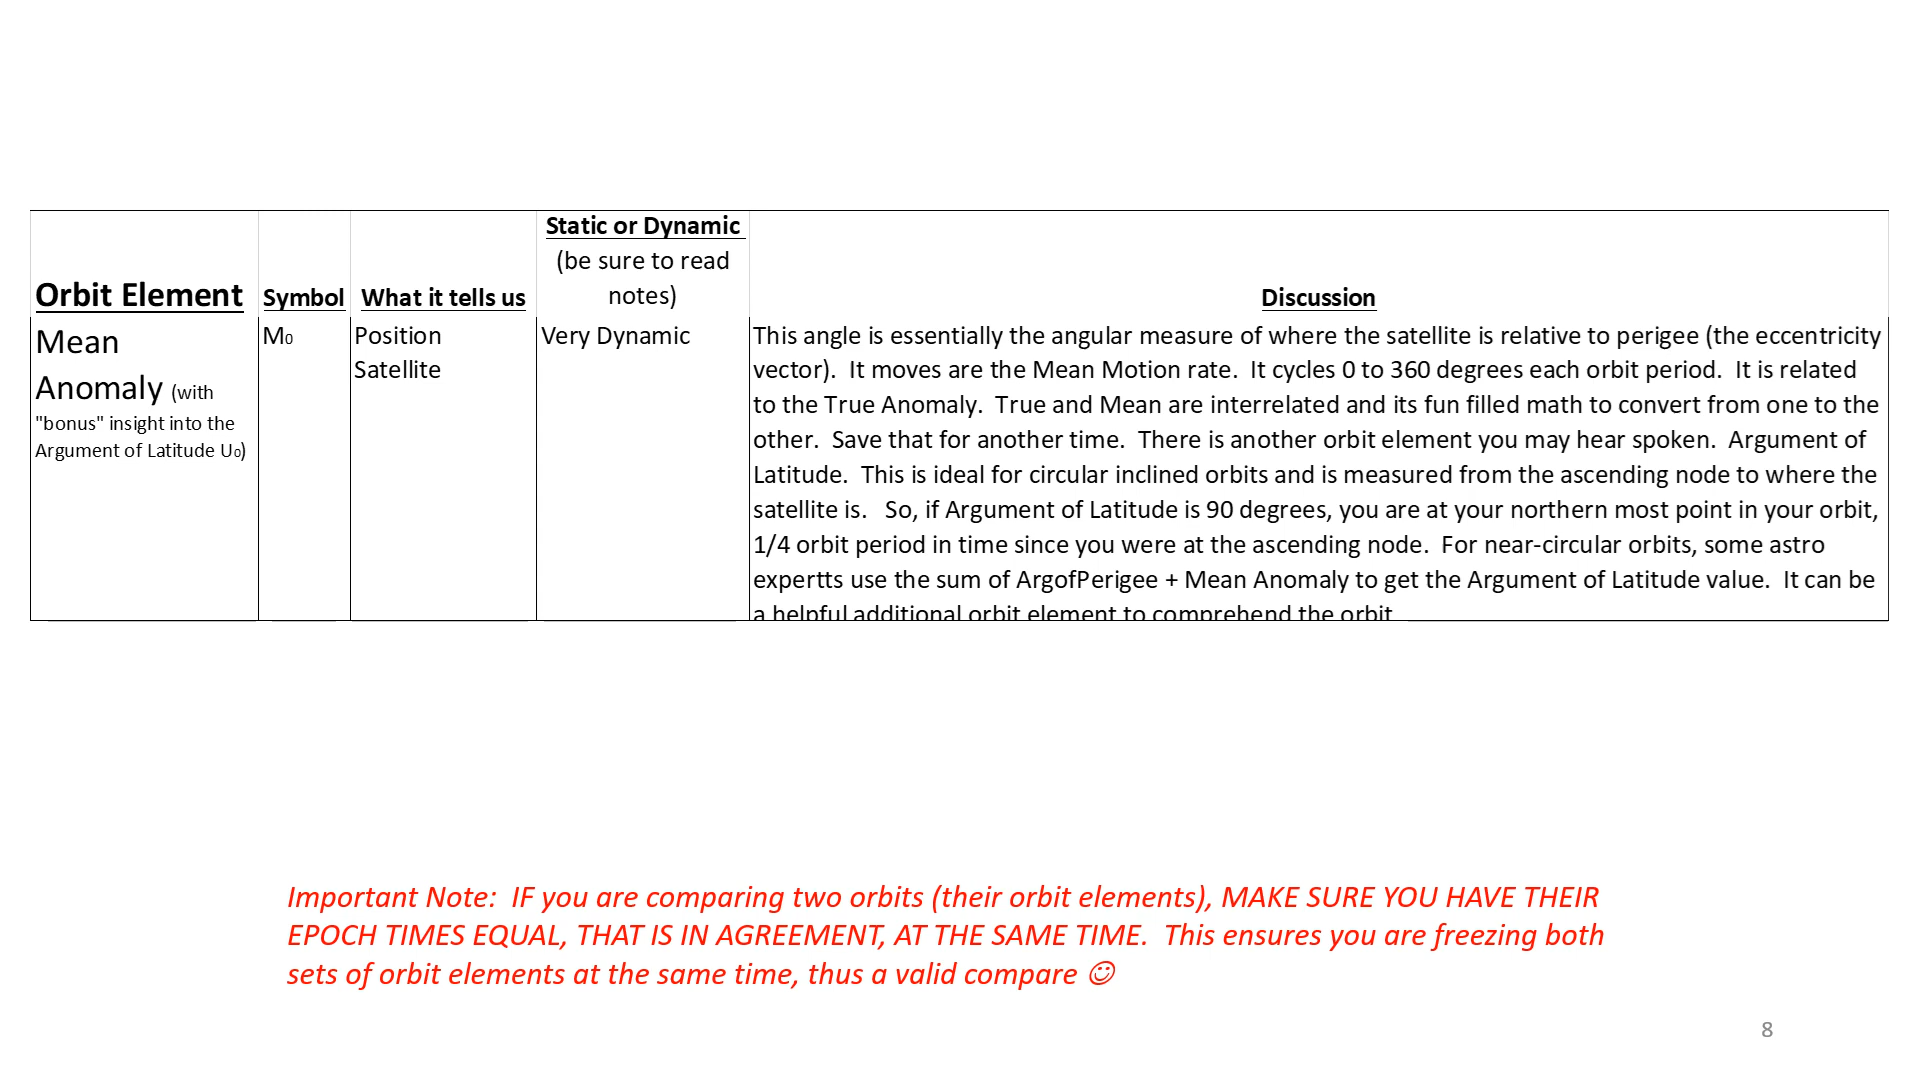 Orbit Element Symbol What it tells us Static or Dynamic (be sure to read notes) Discussion
Mean
Anomaly (with
"bonus" insight into the
Argument of Latitude U₀)
M₀
Position
Satellite
Very Dynamic
This angle is essentially the angular measure of where the satellite is relative to perigee (the eccentricity
vector).  It moves are the Mean Motion rate.  It cycles 0 to 360 degrees each orbit period.  It is related
to the True Anomaly.  True and Mean are interrelated and its fun filled math to convert from one to the
other.  Save that for another time.  There is another orbit element you may hear spoken.  Argument of
Latitude.  This is ideal for circular inclined orbits and is measured from the ascending node to where the
satellite is.   So, if Argument of Latitude is 90 degrees, you are at your northern most point in your orbit,
1/4 orbit period in time since you were at the ascending node.  For near-circular orbits, some astro
expertts use the sum of ArgofPerigee + Mean Anomaly to get the Argument of Latitude value.  It can be
a helpful additional orbit element to comprehend the orbit
Important Note:  IF you are comparing two orbits (their orbit elements), MAKE SURE YOU HAVE THEIR
EPOCH TIMES EQUAL, THAT IS IN AGREEMENT, AT THE SAME TIME.  This ensures you are freezing both
sets of orbit elements at the same time, thus a valid compare ☺
8